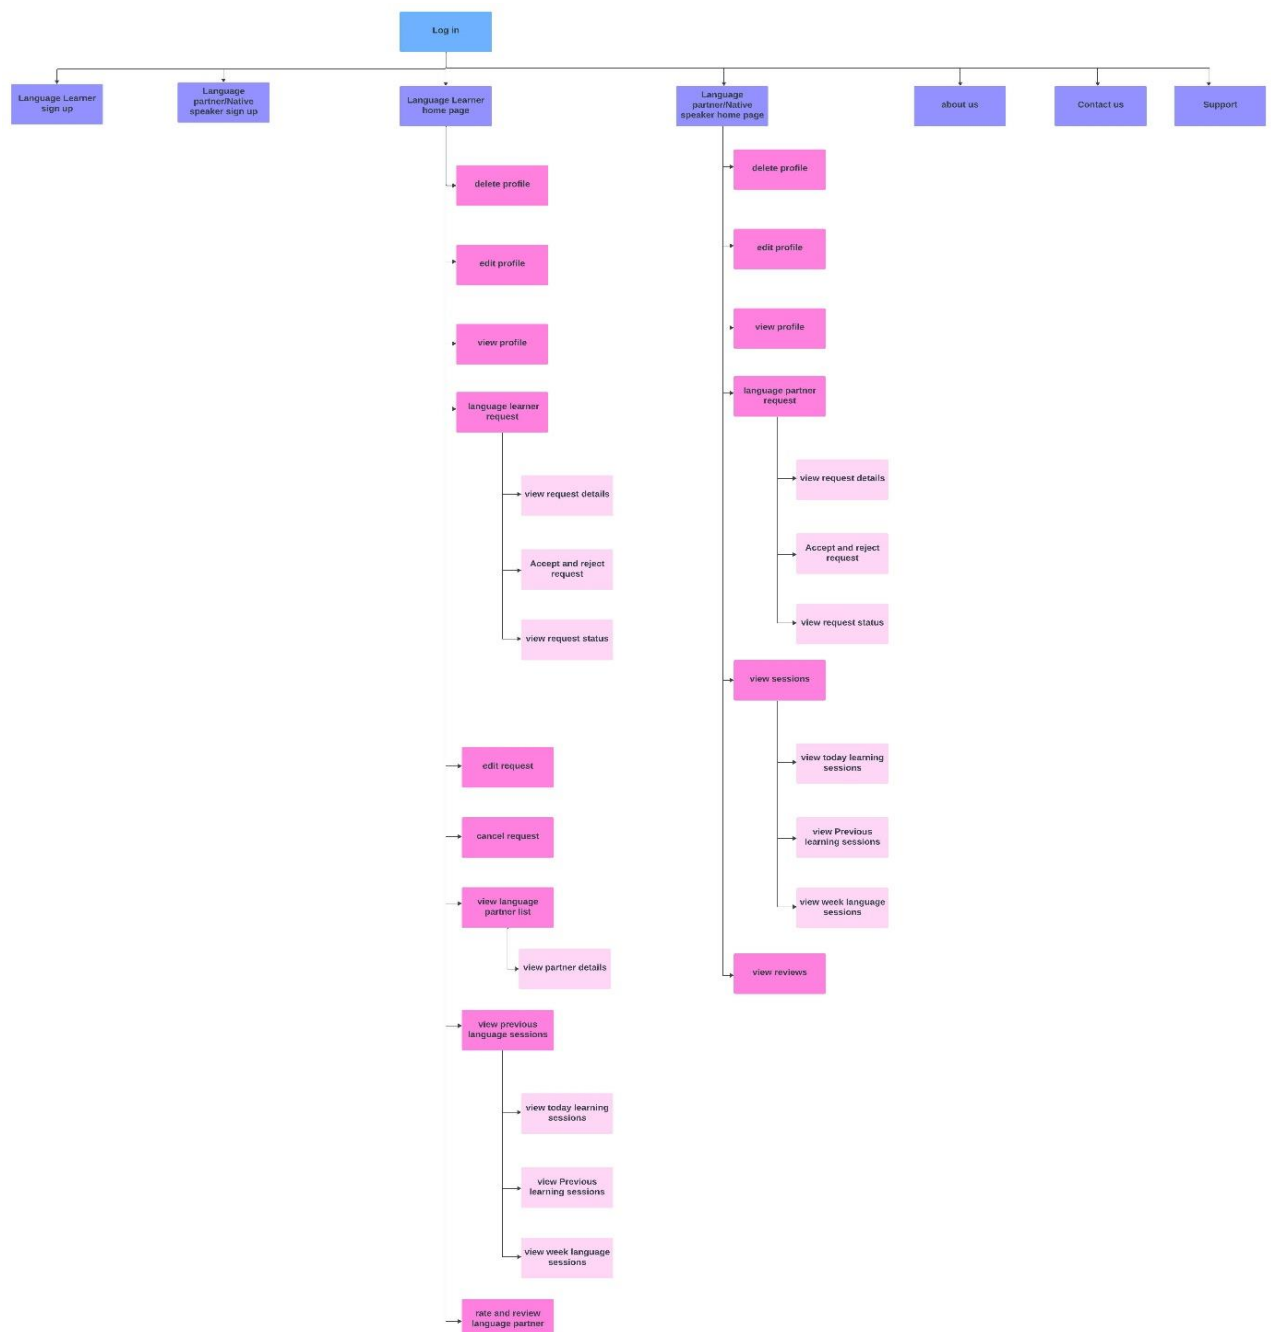 Log in
Language Learner
sign up
Language
partner/Native
speaker sign up
Language Learner
home page
Language
partner/Native
speaker home page
about us
Contact us
Support
delete profile
edit profile
view profile
language learner
request
view request details
Accept and reject
request
view request status
edit request
cancel request
view language
partner list
view partner details
view previous
language sessions
view today learning
sessions
view Previous
learning sessions
view week language
sessions
rate and review
language partner
delete profile
edit profile
view profile
language partner
request
view request details
Accept and reject
request
view request status
view sessions
view today learning
sessions
view Previous
learning sessions
view week language
sessions
view reviews